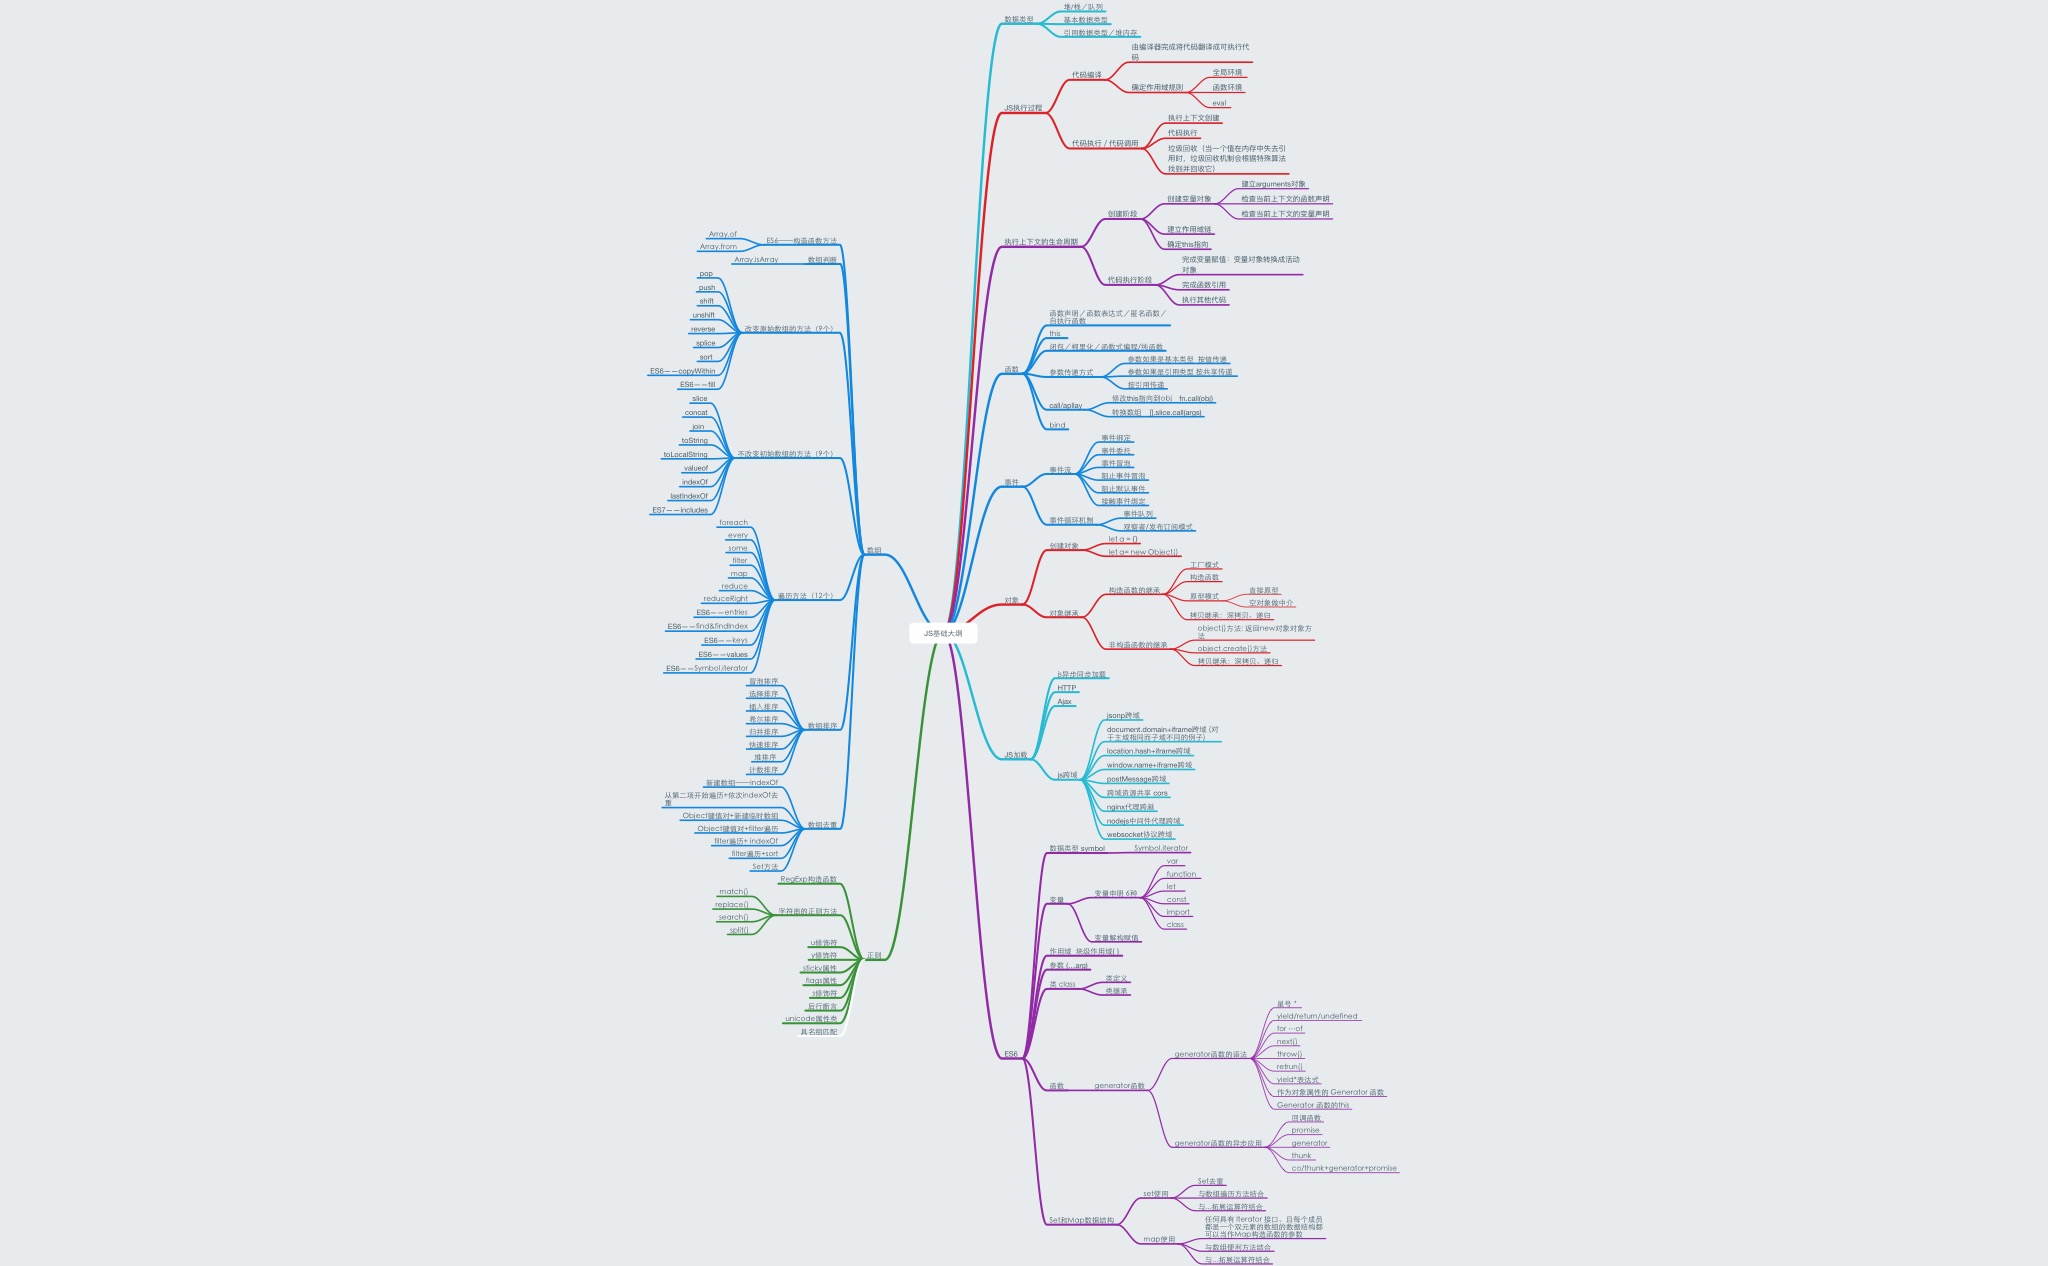 JS基础大纲
数据类型
堆/栈／队列
基本数据类型
引用数据类型／堆内存
JS执行过程
代码编译
由编译器完成将代码翻译成可执行代
码
确定作用域规则
全局环境
函数环境
eval
代码执行 / 代码调用
执行上下文创建
代码执行
垃圾回收（当一个值在内存中失去引
用时，垃圾回收机制会根据特殊算法
找到并回收它）
执行上下文的生命周期
创建阶段
创建变量对象
建立arguments对象
检查当前上下文的函数声明
检查当前上下文的变量声明
建立作用域链
确定this指向
代码执行阶段
完成变量赋值：变量对象转换成活动
对象
完成函数引用
执行其他代码
函数
函数声明／函数表达式／匿名函数／
自执行函数
this
闭包／柯里化／函数式编程/纯函数
参数传递方式
参数如果是基本类型 按值传递
参数如果是引用类型 按共享传递
按引用传递
call/apllay
修改this指向到obj fn.call(obj)
转换数组 [].slice.call(args)
bind
事件
事件流
事件绑定
事件委托
事件冒泡
阻止事件冒泡
阻止默认事件
接触事件绑定
事件循环机制
事件队列
观察者/发布订阅模式
对象
创建对象
let a = {}
let a= new Object()
对象继承
构造函数的继承
工厂模式
构造函数
原型模式
直接原型
空对象做中介
拷贝继承：深拷贝、递归
非构造函数的继承
object()方法: 返回new对象对象方
法
object.create()方法
拷贝继承：深拷贝、递归
JS加载
js异步同步加载
HTTP
Ajax
js跨域
jsonp跨域
document.domain+iframe跨域 (对
于主域相同而子域不同的例子)
location.hash+iframe跨域
window.name+iframe跨域
postMessage跨域
跨域资源共享 cors
nginx代理跨越
nodejs中间件代理跨域
websocket协议跨域
ES6
数据类型 symbol
Symbol.iterator
变量
变量申明 6种
var
function
let
const
import
class
变量解构赋值
作用域 块级作用域{ }
参数 (...arg)
类 class
类定义
类继承
函数
generator函数
generator函数的语法
星号 *
yield/return/undefined
for ···of
next()
throw()
retrun()
yield*表达式
作为对象属性的 Generator 函数
Generator 函数的this
generator函数的异步应用
回调函数
promise
generator
thunk
co/thunk+generator+promise
Set和Map数据结构
set使用
Set去重
与数组遍历方法结合
与...拓展运算符结合
map使用
任何具有 Iterator 接口、且每个成员
都是一个双元素的数组的数据结构都
可以当作Map构造函数的参数
与数组便利方法结合
与...拓展运算符结合
数组
ES6——构造函数方法
Array.of
Array.from
数组判断
Array.isArray
改变原始数组的方法（9个）
pop
push
shift
unshift
reverse
splice
sort
ES6——copyWithin
ES6——fill
不改变初始数组的方法（9个）
slice
concat
join
toString
toLocalString
valueof
indexOf
lastIndexOf
ES7——includes
遍历方法（12个）
foreach
every
some
filter
map
reduce
reduceRight
ES6——entries
ES6——find&findIndex
ES6——keys
ES6——values
ES6——Symbol.iterator
数组排序
冒泡排序
选择排序
插入排序
希尔排序
归并排序
快速排序
堆排序
计数排序
数组去重
新建数组——indexOf
从第二项开始遍历+依次indexOf去
重
Object键值对+新建临时数组
Object键值对+filter遍历
filter遍历+ indexOf
filter遍历+sort
Set方法
正则
RegExp构造函数
字符串的正则方法
match()
replace()
search()
split()
u修饰符
y修饰符
sticky属性
flags属性
s修饰符
后行断言
unicode属性类
具名组匹配